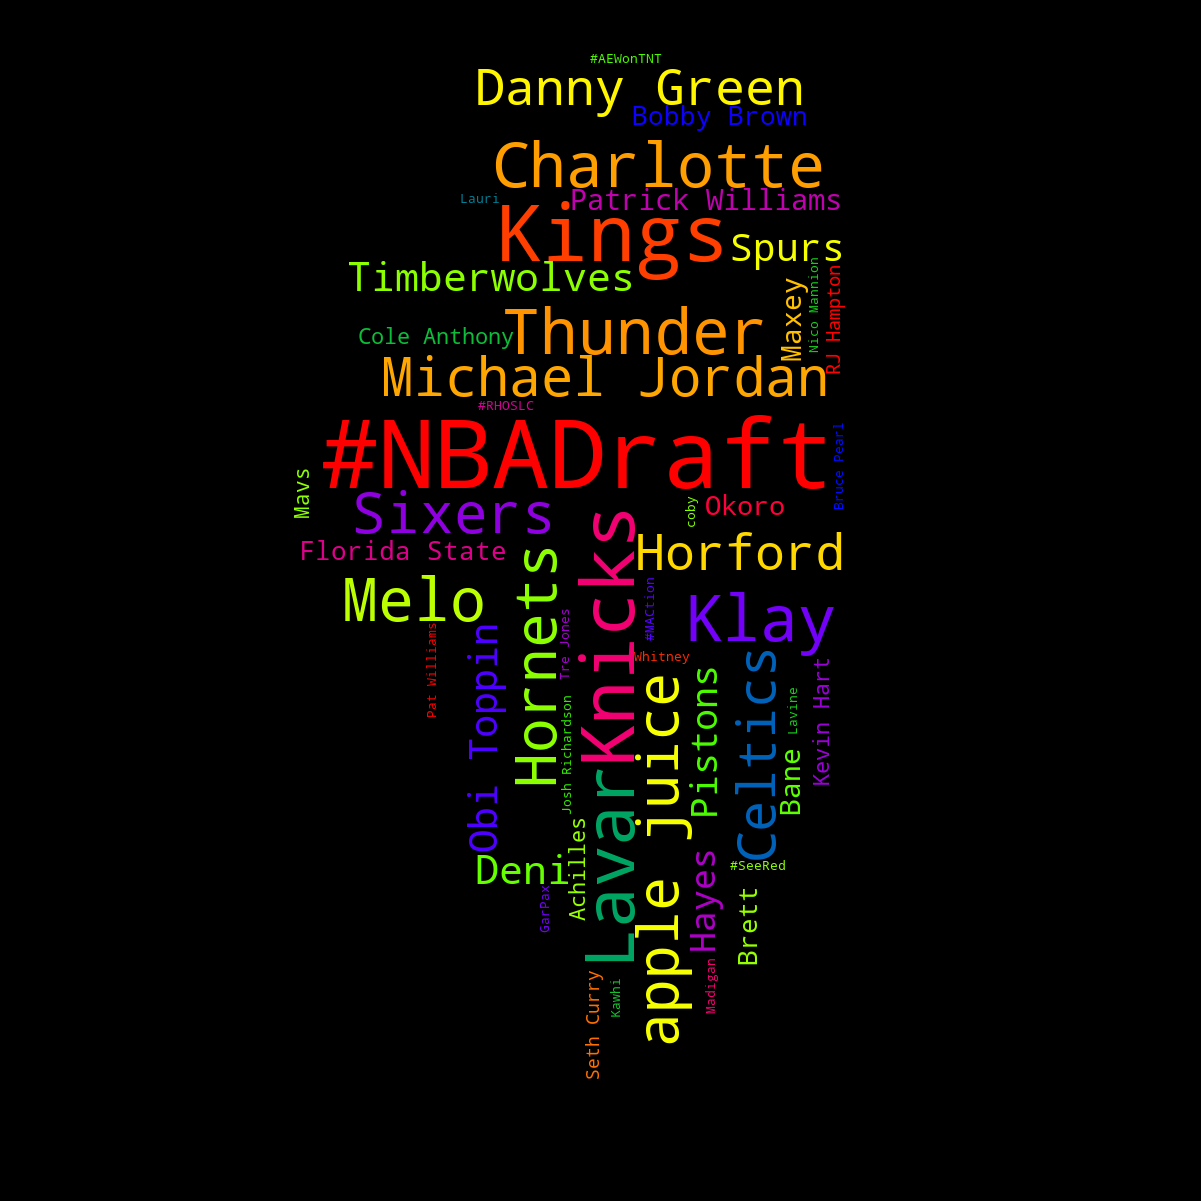 #AEWonTNT
Danny Green
Bobby Brown
Charlotte
Lauri
Patrick Williams
Kings
Spurs
Timberwolves
Maxey
Nico Mannion
RJ Hampton
Cole Anthony
Thunder
Michael Jordan
#RHOSLC
#NBADraft
Bruce Pearl
Mavs
Sixers
coby
Okoro
Florida State
Knicks
Horford
Hornets
Melo
#MACtion
Klay
Tre Jones
Pat Williams
Obi Toppin
Whitney
Celtics
Kevin Hart
Pistons
apple juice
Lavine
Josh Richardson
Bane
Lavar
Achilles
Deni
Hayes
#SeeRed
GarPax
Brett
Madigan
Seth Curry
Kawhi